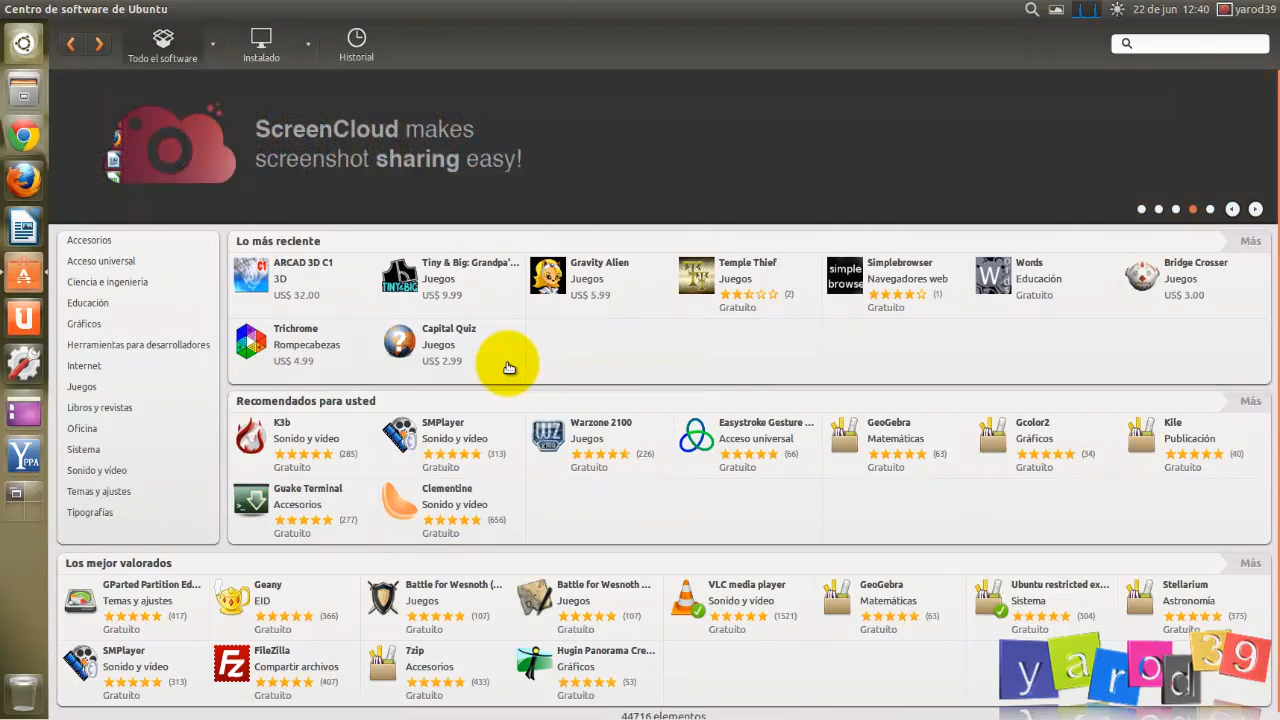 Centro de software de Ubuntu
22 de jun 12:40 yarod39
Todo el software
Instalado
Historial
ScreenCloud makes
screenshot sharing easy!
Accesorios
Acceso universal
Ciencia e ingeniería
Educación
Gráficos
Herramientas para desarrolladores
Internet
Juegos
Libros y revistas
Oficina
Sistema
Sonido y vídeo
Temas y ajustes
Tipografías
Lo más reciente
Más
ARCAD 3D C1
3D
US$ 32.00
Tiny & Big: Grandpa'...
Juegos
US$ 9.99
Gravity Alien
Juegos
US$ 5.99
Temple Thief
Juegos
(2)
Gratuito
simple
browse
Simplebrowser
Navegadores web
(1)
Gratuito
Words
Educación
Gratuito
Bridge Crosser
Juegos
US$ 3.00
Trichrome
Rompecabezas
US$ 4.99
Capital Quiz
Juegos
US$ 2.99
Recomendados para usted
Más
K3b
Sonido y vídeo
(285)
Gratuito
SMPlayer
Sonido y vídeo
(313)
Gratuito
Warzone 2100
Juegos
(226)
Gratuito
Easystroke Gesture ...
Acceso universal
(66)
Gratuito
GeoGebra
Matemáticas
(63)
Gratuito
Gcolor2
Gráficos
(34)
Gratuito
Kile
Publicación
(40)
Gratuito
Guake Terminal
Accesorios
(277)
Gratuito
Clementine
Sonido y vídeo
(656)
Gratuito
Los mejor valorados
Más
GParted Partition Ed...
Temas y ajustes
(417)
Gratuito
Geany
EID
(366)
Gratuito
Battle for Wesnoth (...
Juegos
(107)
Gratuito
Battle for Wesnoth ...
Juegos
(107)
Gratuito
VLC media player
Sonido y vídeo
(1521)
Gratuito
GeoGebra
Matemáticas
(63)
Gratuito
Ubuntu restricted ex...
Sistema
(304)
Gratuito
Stellarium
Astronomía
(375)
Gratuito
SMPlayer
Sonido y vídeo
(313)
Gratuito
FileZilla
Compartir archivos
(407)
Gratuito
7zip
Accesorios
(433)
Gratuito
Hugin Panorama Cre...
Gráficos
(53)
Gratuito
yarod39
44716 elementos